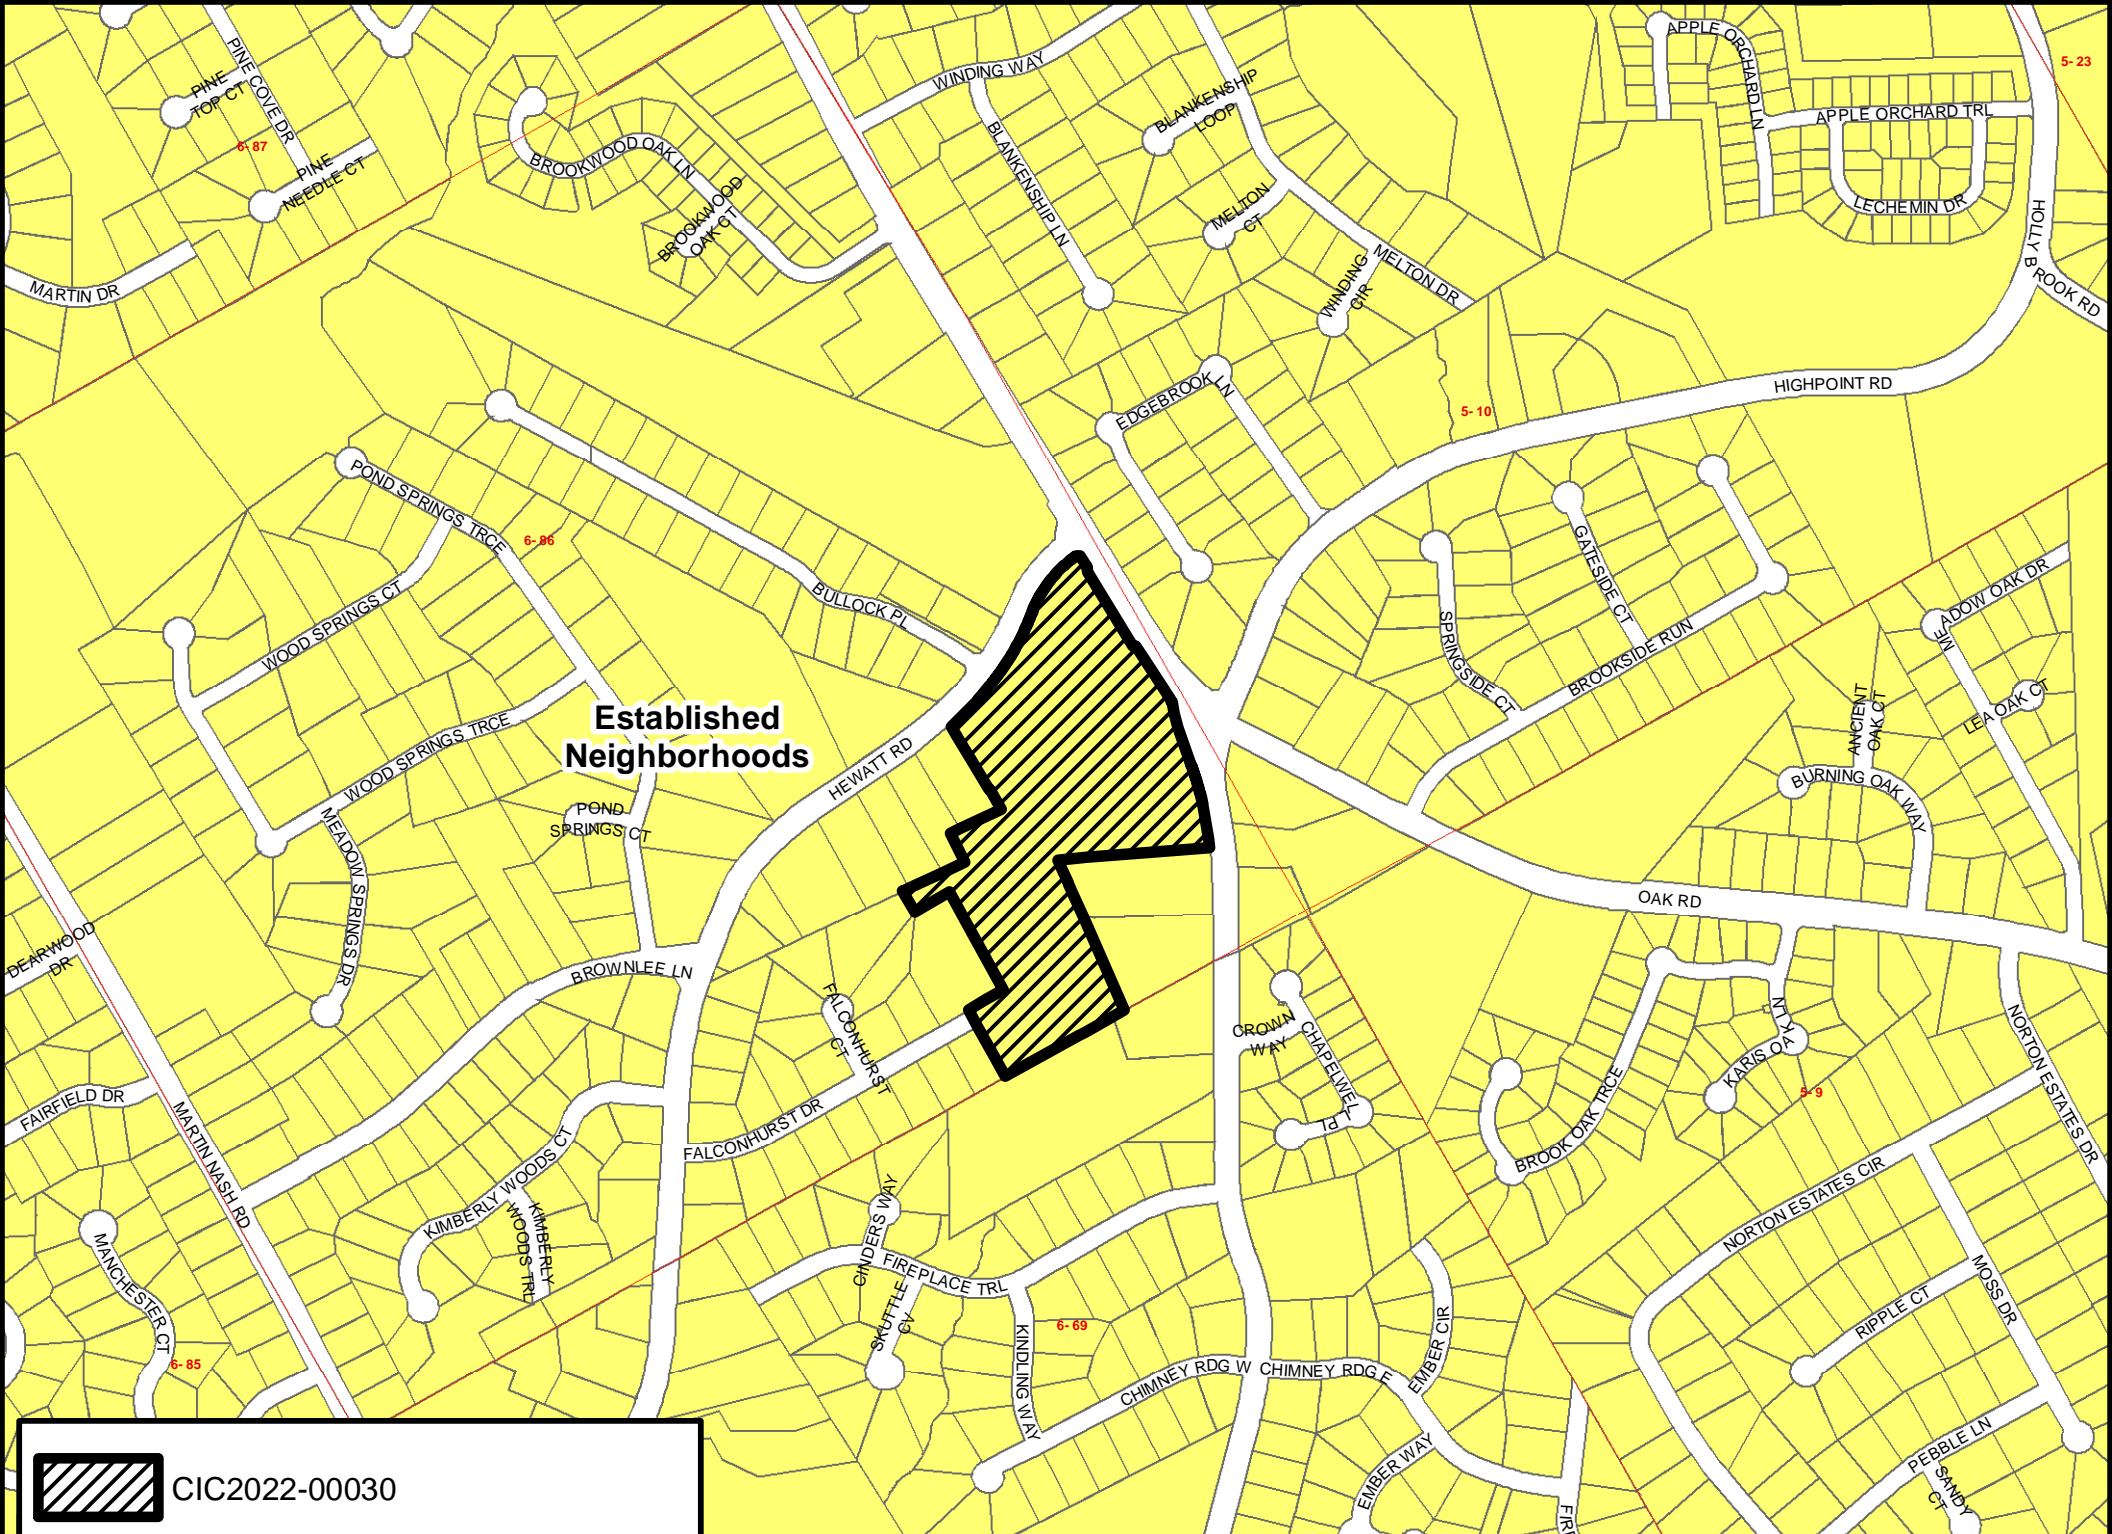 PINE COVE DR
PINE
TOP CT
6- 87
PINE
NEEDLE CT
MARTIN DR
BROOKWOOD OAK LN
BROOKWOOD
OAK CT
WINDING WAY
BLANKENSHIP
LOOP
BLANKENSHIP LN
MELTON
CT
WINDING
CIR
MELTON DR
APPLE ORCHARD LN
APPLE ORCHARD TRL
LECHEMIN DR
5- 23
HOLLY BROOK RD
HIGHPOINT RD
EDGEBROOK LN
5- 10
POND SPRINGS TRCE
6- 86
WOOD SPRINGS CT
BULLOCK PL
WOOD SPRINGS TRCE
Established
Neighborhoods
HEWATT RD
POND
SPRINGS CT
MEADOW SPRINGS DR
GATESIDE CT
SPRINGSIDE CT
BROOKSIDE RUN
MEADOW OAK DR
LEA OAK CT
ANCIENT
OAK CT
BURNING OAK WAY
OAK RD
DEARWOOD
DR
BROWNLEE LN
FALCONHURST
CT
FALCONHURST DR
CROWN
WAY
CHAPELWELL PL
KARIS OAK LN
5- 9
BROOK OAK TRCE
NORTON ESTATES DR
NORTON ESTATES CIR
FAIRFIELD DR
MARTIN NASH RD
KIMBERLY WOODS CT
KIMBERLY
WOODS TRL
MANCHESTER CT
6- 85
CINDERS WAY
FIREPLACE TRL
SKUTTLE
CV
KINDLING WAY
6- 69
CHIMNEY RDG W
CHIMNEY RDG E
EMBER CIR
EMBER WAY
MOSS DR
RIPPLE CT
PEBBLE LN
SANDY
CT
CIC2022-00030